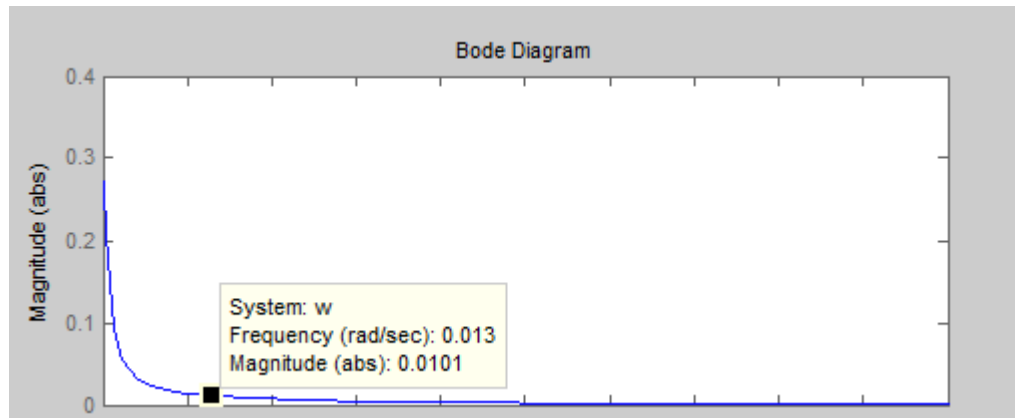 Bode Diagram
0.4
0.3
0.2
0.1
0
Magnitude (abs)
System: w
Frequency (rad/sec): 0.013
Magnitude (abs): 0.0101